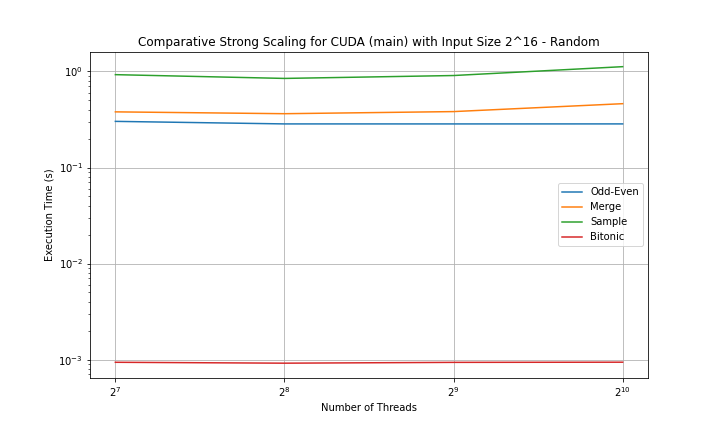 Comparative Strong Scaling for CUDA (main) with Input Size 2^16 - Random
Execution Time (s)
10⁰
10⁻¹
10⁻²
10⁻³
Odd-Even
Merge
Sample
Bitonic
2⁷ 2⁸ 2⁹ 2¹⁰
Number of Threads